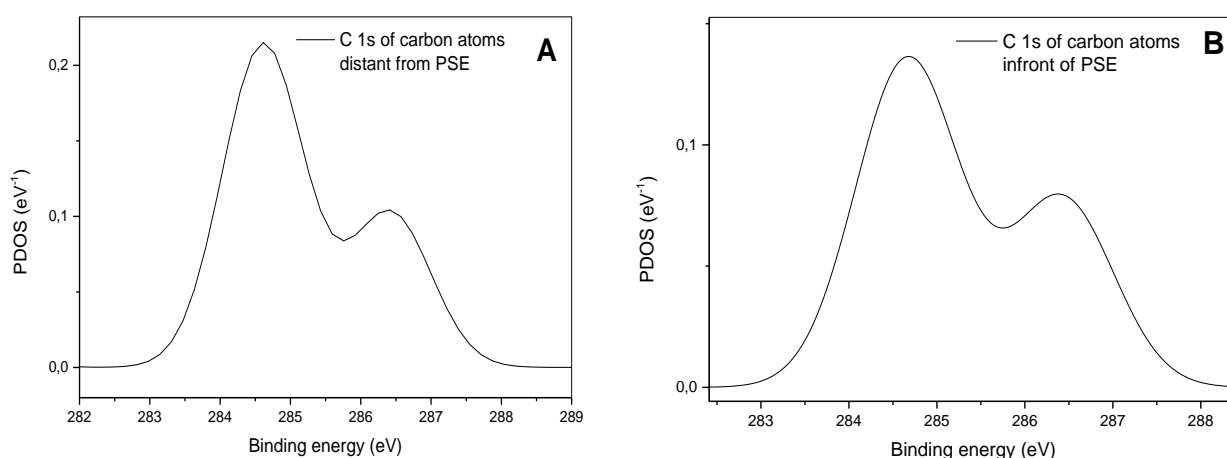 C 1s of carbon atoms
distant from PSE
A
0,2
0,1
0,0
PDOS (eV⁻¹)
282 283 284 285 286 287 288 289
Binding energy (eV)
C 1s of carbon atoms
infront of PSE
B
0,1
0,0
PDOS (eV⁻¹)
283 284 285 286 287 288
Binding energy (eV)